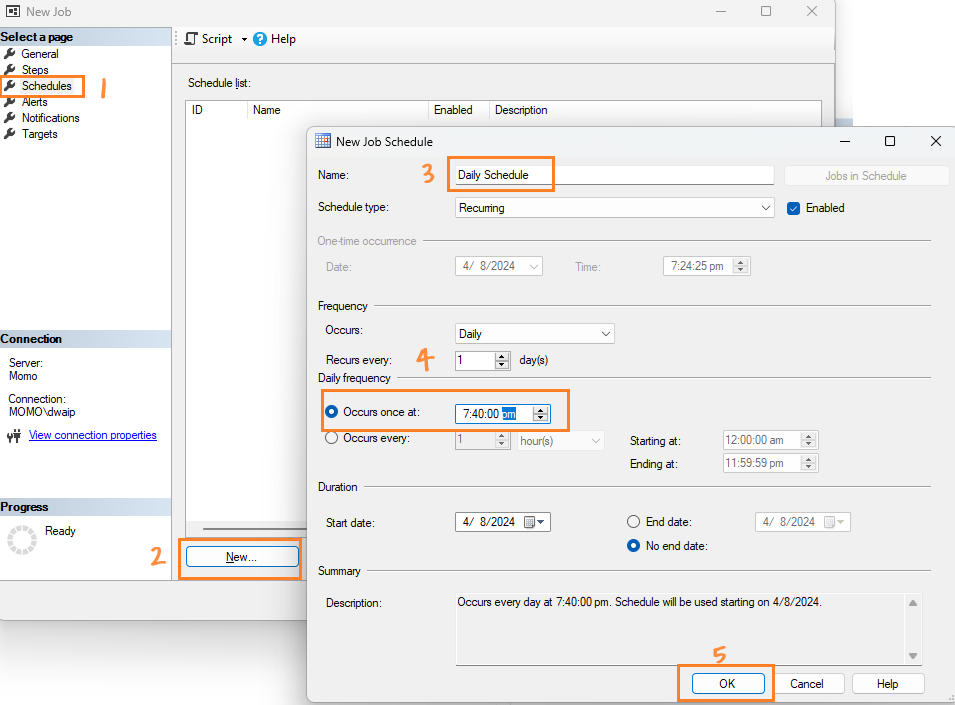 New Job
Select a page
General
Steps
Schedules
Alerts
Notifications
Targets
1
Script
Help
Schedule list:
ID Name Enabled Description
New Job Schedule
Name: 3 Daily Schedule Jobs in Schedule
Schedule type: Recurring Enabled
One-time occurrence
Date: 4/ 8/2024 Time: 7:24:25 pm
Frequency
Occurs: Daily
Recurs every: 4 1 day(s)
Daily frequency
Occurs once at: 7:40:00 pm
Occurs every: 1 hour(s) Starting at: 12:00:00 am
Ending at: 11:59:59 pm
Duration
Start date: 4/ 8/2024 End date: 4/ 8/2024
No end date:
Summary
Description: Occurs every day at 7:40:00 pm. Schedule will be used starting on 4/8/2024.
5
OK Cancel Help
Connection
Server:
Momo
Connection:
MOMO\dwaip
View connection properties
Progress
Ready
2 New...